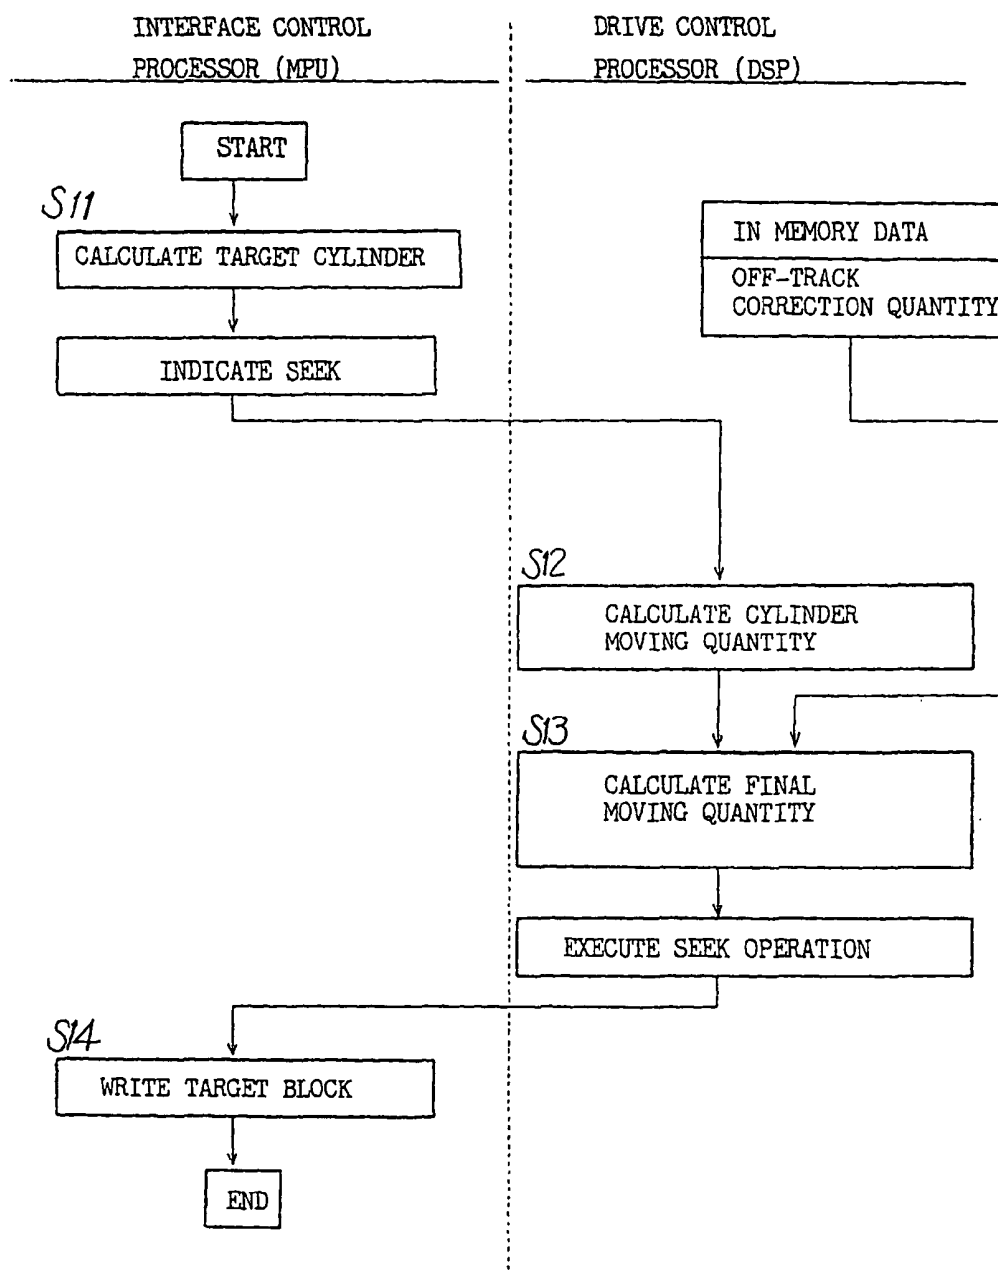 INTERFACE CONTROL
PROCESSOR (MPU)
DRIVE CONTROL
PROCESSOR (DSP)
START
S11
CALCULATE TARGET CYLINDER
INDICATE SEEK
IN MEMORY DATA
OFF-TRACK
CORRECTION QUANTITY
S12
CALCULATE CYLINDER
MOVING QUANTITY
S13
CALCULATE FINAL
MOVING QUANTITY
EXECUTE SEEK OPERATION
S14
WRITE TARGET BLOCK
END